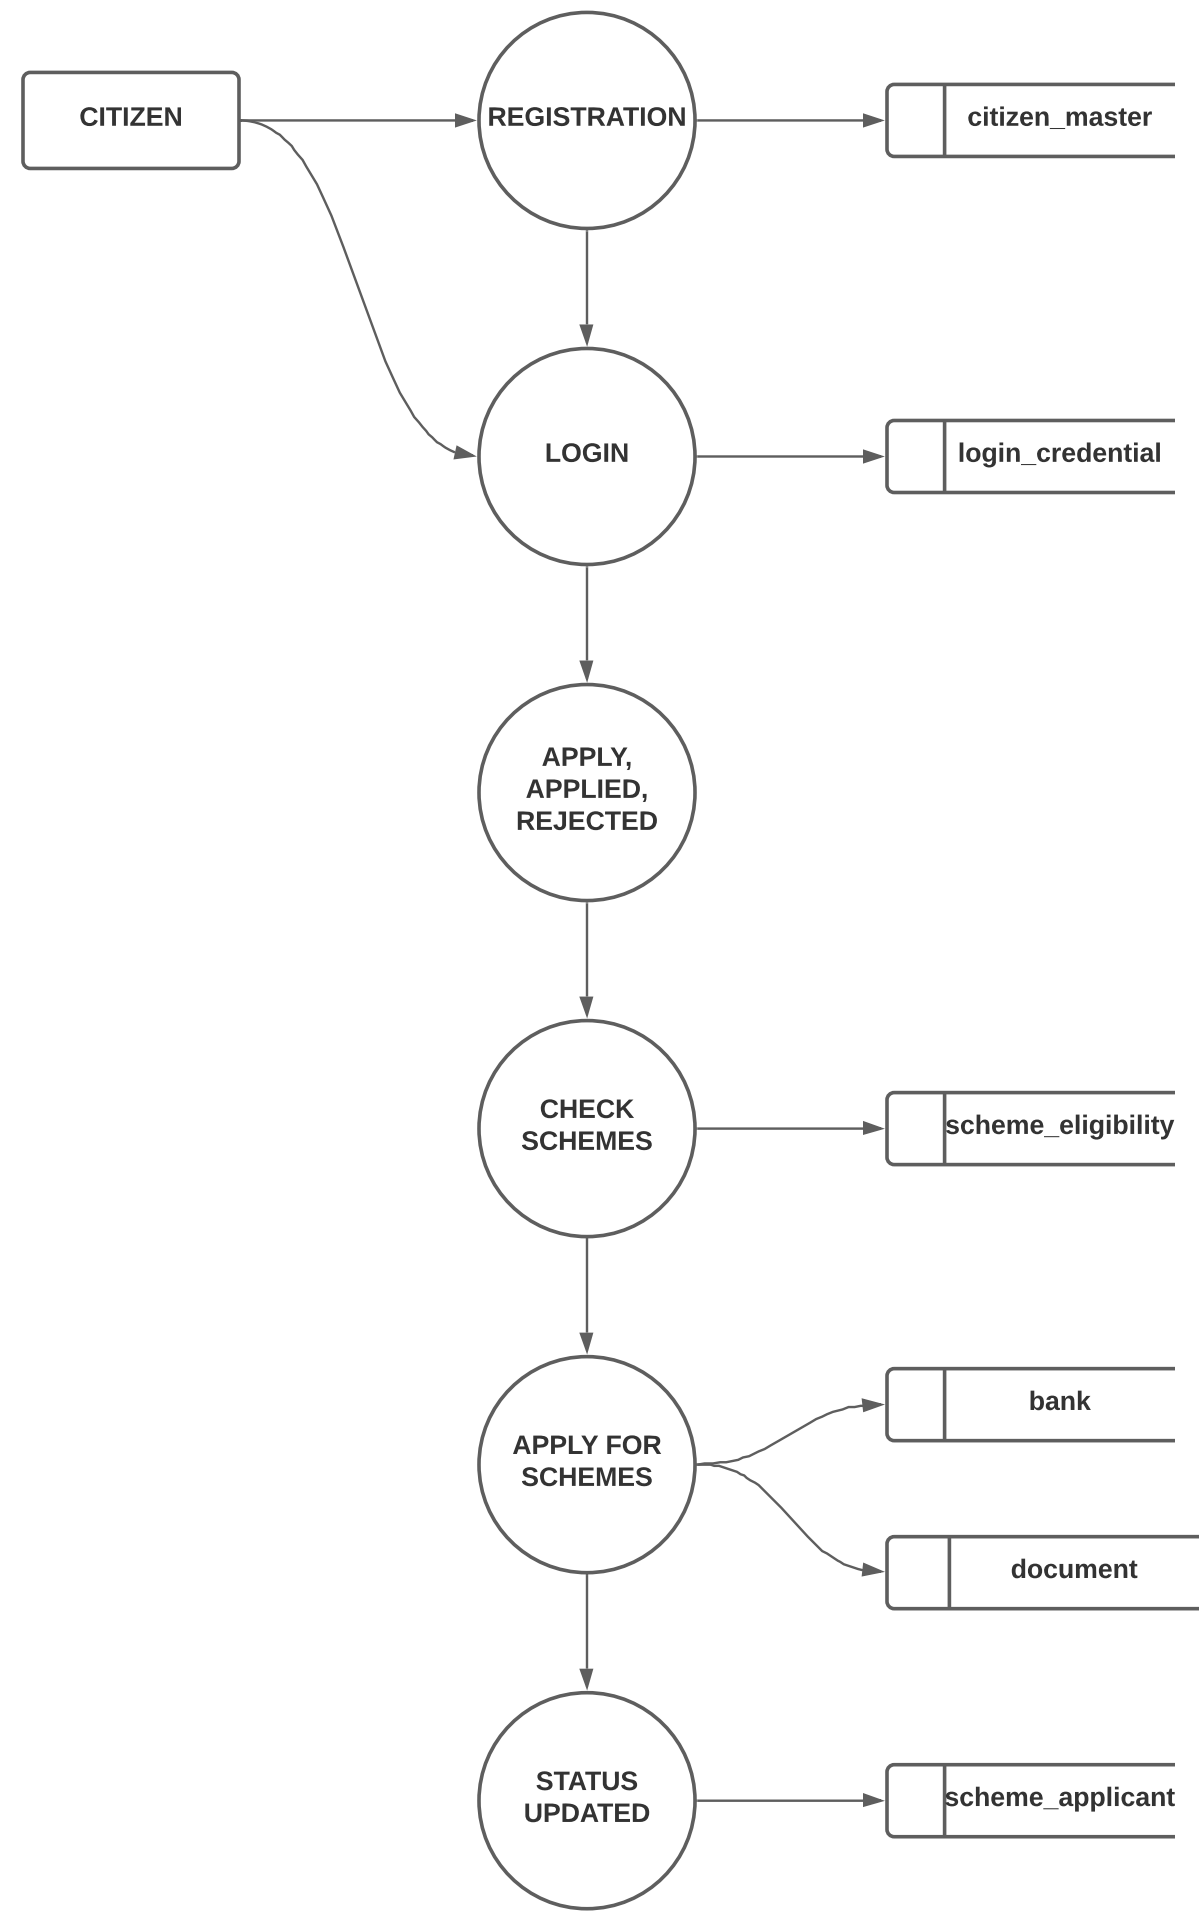 CITIZEN
REGISTRATION
citizen_master
LOGIN
login_credential
APPLY,
APPLIED,
REJECTED
CHECK
SCHEMES
scheme_eligibility
APPLY FOR
SCHEMES
bank
document
STATUS
UPDATED
scheme_applicant